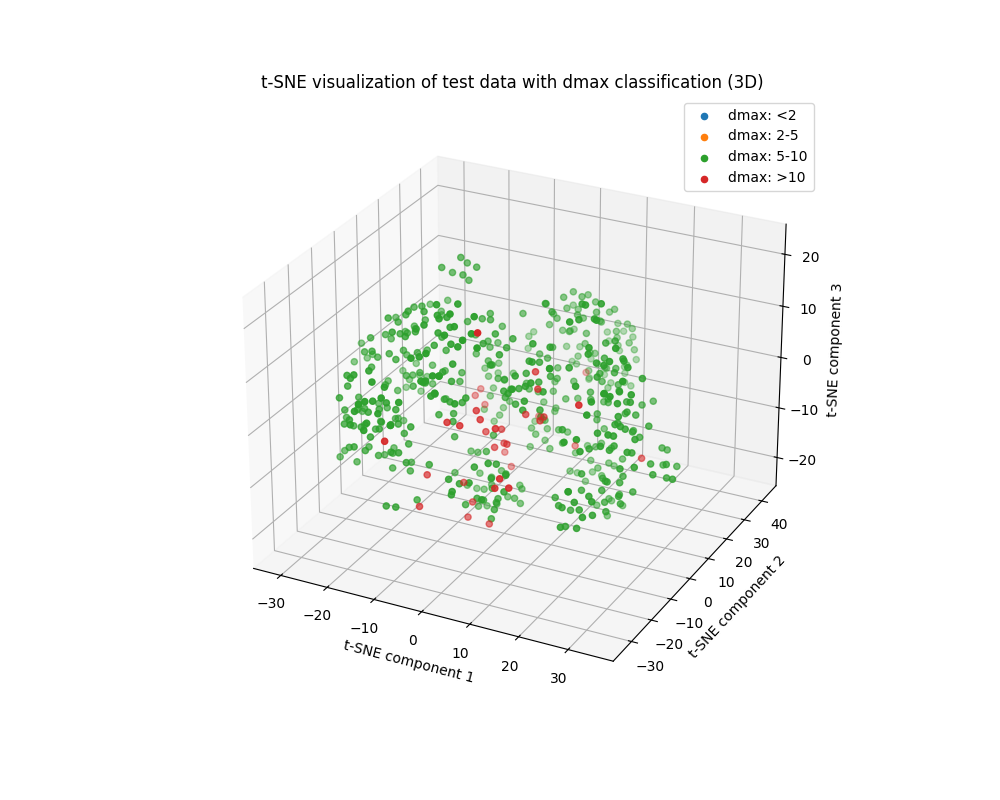 t-SNE visualization of test data with dmax classification (3D)
dmax: <2
dmax: 2-5
dmax: 5-10
dmax: >10
20
10
0
−10
−20
t-SNE component 3
40
30
20
10
0
−10
−20
−30
t-SNE component 2
−30
−20
−10
0
10
20
30
t-SNE component 1